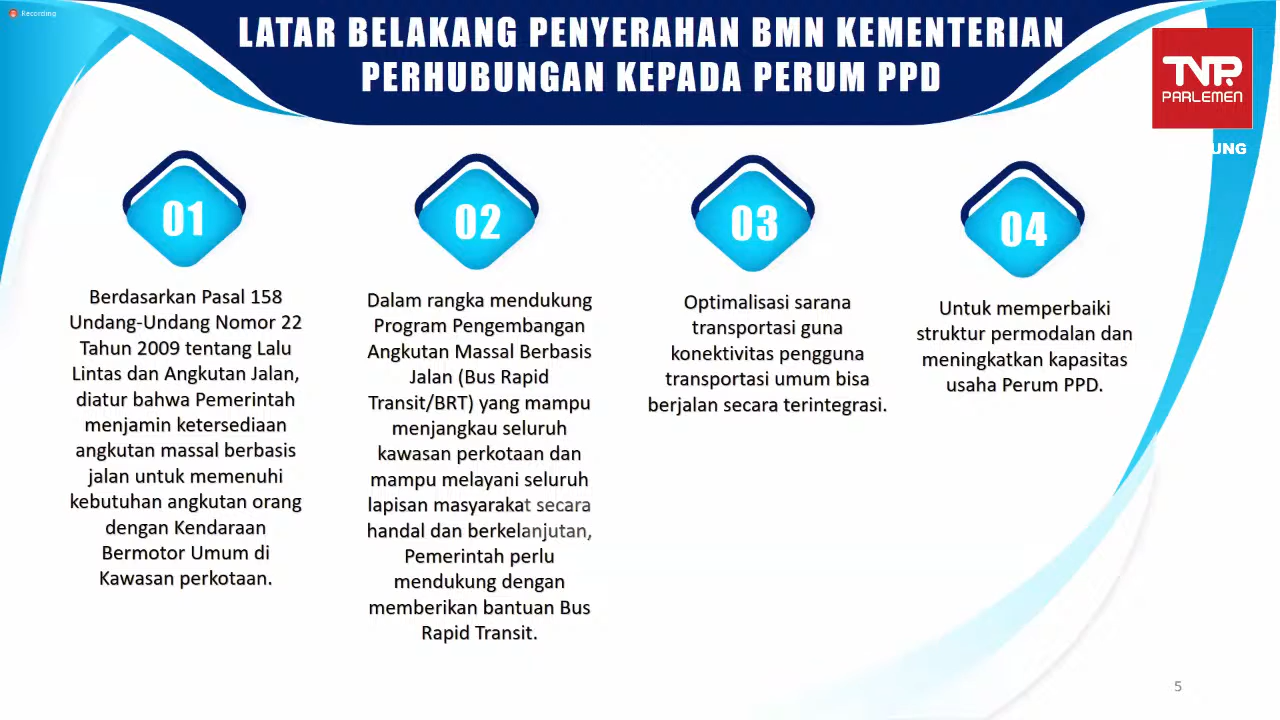 Recording
LATAR BELAKANG PENYERAHAN BMN KEMENTERIAN
PERHUBUNGAN KEPADA PERUM PPD
TVR
PARLEMEN
01
Berdasarkan Pasal 158
Undang-Undang Nomor 22
Tahun 2009 tentang Lalu
Lintas dan Angkutan Jalan,
diatur bahwa Pemerintah
menjamin ketersediaan
angkutan massal berbasis
jalan untuk memenuhi
kebutuhan angkutan orang
dengan Kendaraan
Bermotor Umum di
Kawasan perkotaan.
02
Dalam rangka mendukung
Program Pengembangan
Angkutan Massal Berbasis
Jalan (Bus Rapid
Transit/BRT) yang mampu
menjangkau seluruh
kawasan perkotaan dan
mampu melayani seluruh
lapisan masyarakat secara
handal dan berkelanjutan,
Pemerintah perlu
mendukung dengan
memberikan bantuan Bus
Rapid Transit.
03
Optimalisasi sarana
transportasi guna
konektivitas pengguna
transportasi umum bisa
berjalan secara terintegrasi.
04
Untuk memperbaiki
struktur permodalan dan
meningkatkan kapasitas
usaha Perum PPD.
5